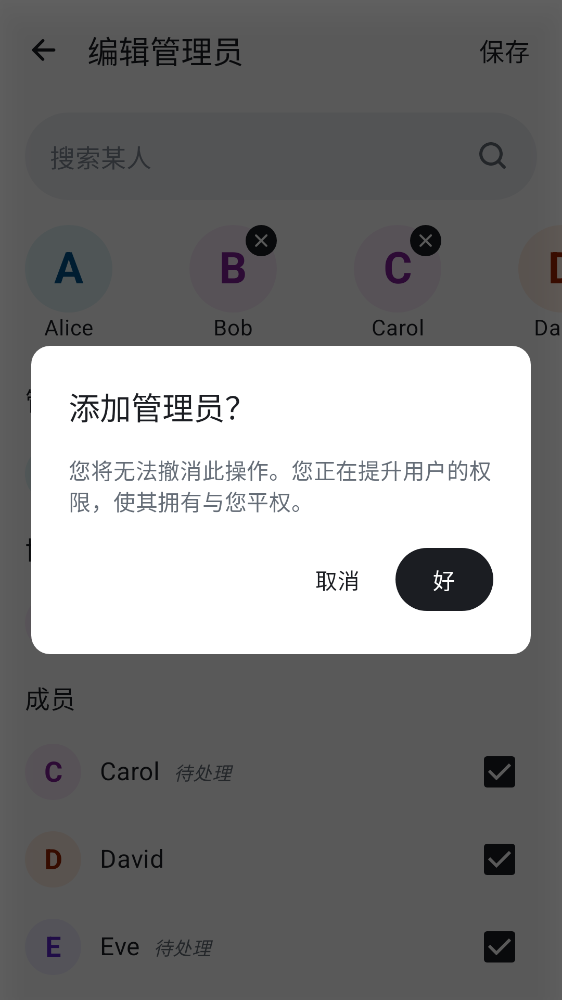 编辑管理员
保存
搜索某人
A
B
C
Alice
Bob
Carol
Da
添加管理员？
您将无法撤消此操作。您正在提升用户的权
限，使其拥有与您平权。
取消
好
成员
C
Carol 待处理
D
David
E
Eve 待处理